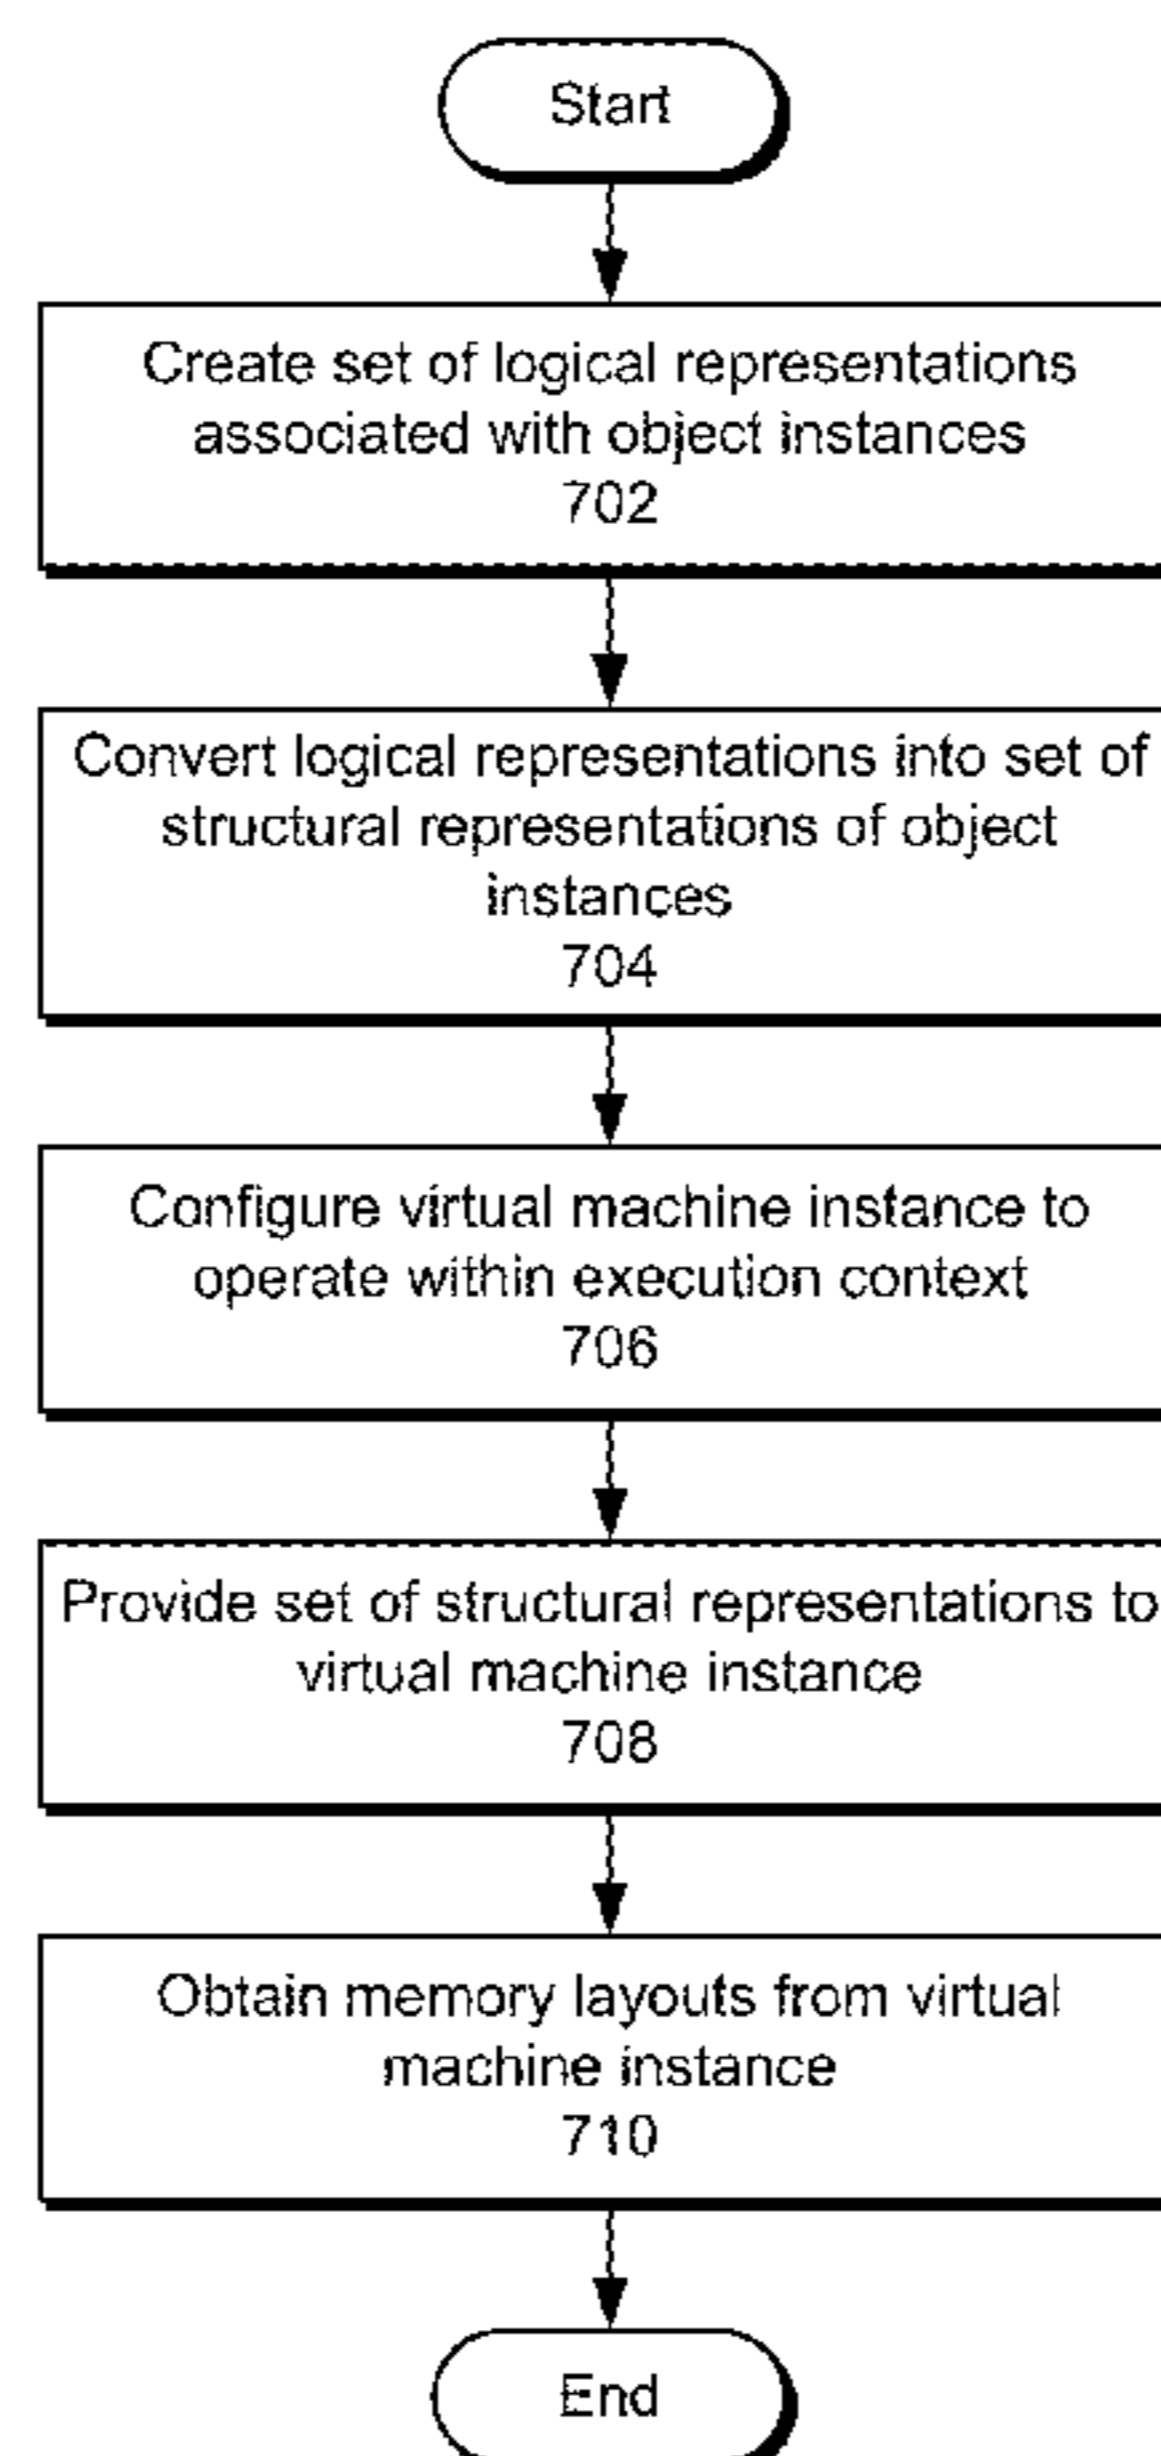 Start
Create set of logical representations
associated with object instances
702
Convert logical representations into set of
structural representations of object
instances
704
Configure virtual machine instance to
operate within execution context
706
Provide set of structural representations to
virtual machine instance
708
Obtain memory layouts from virtual
machine instance
710
End